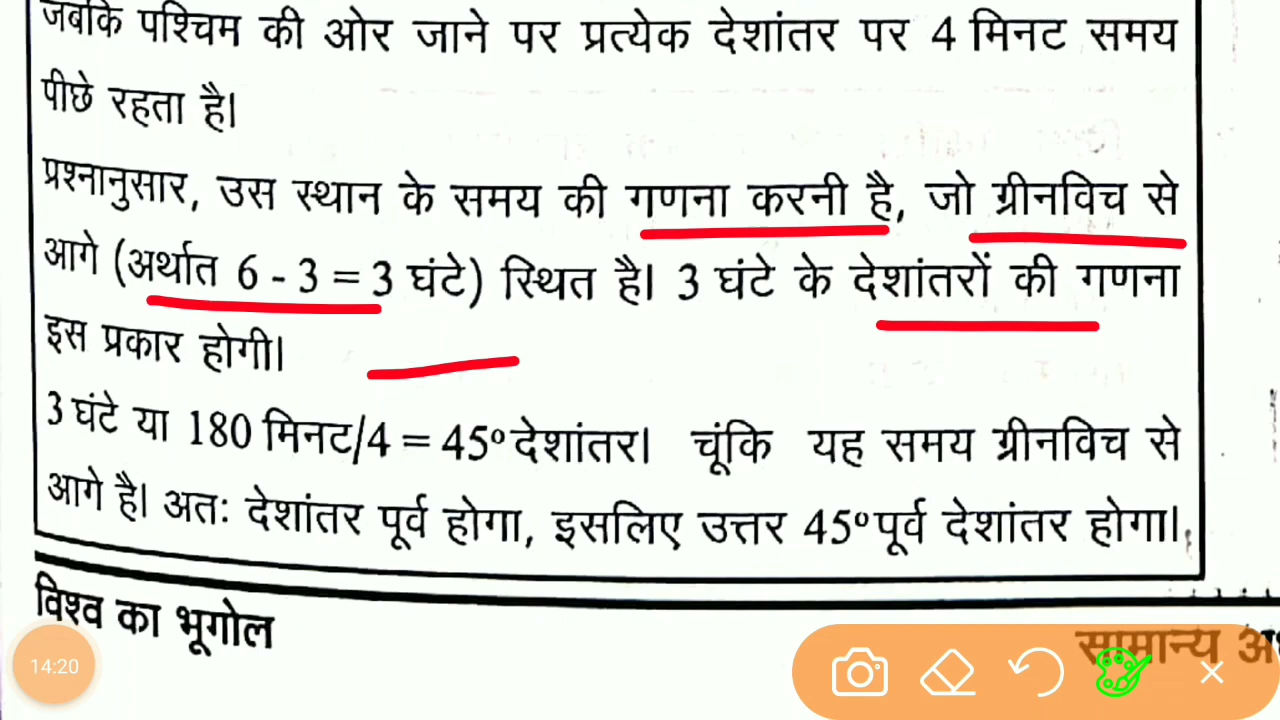 जबकि पश्चिम की ओर जाने पर प्रत्येक देशांतर पर 4 मिनट समय
पीछे रहता है।
प्रश्नानुसार, उस स्थान के समय की गणना करनी है, जो ग्रीनविच से
आगे (अर्थात 6 - 3 = 3 घंटे) स्थित है। 3 घंटे के देशांतरों की गणना
इस प्रकार होगी।
3 घंटे या 180 मिनट/4 = 45° देशांतर। चूंकि यह समय ग्रीनविच से
आगे है। अतः देशांतर पूर्व होगा, इसलिए उत्तर 45° पूर्व देशांतर होगा।
विश्व का भूगोल
सामान्य
14:20